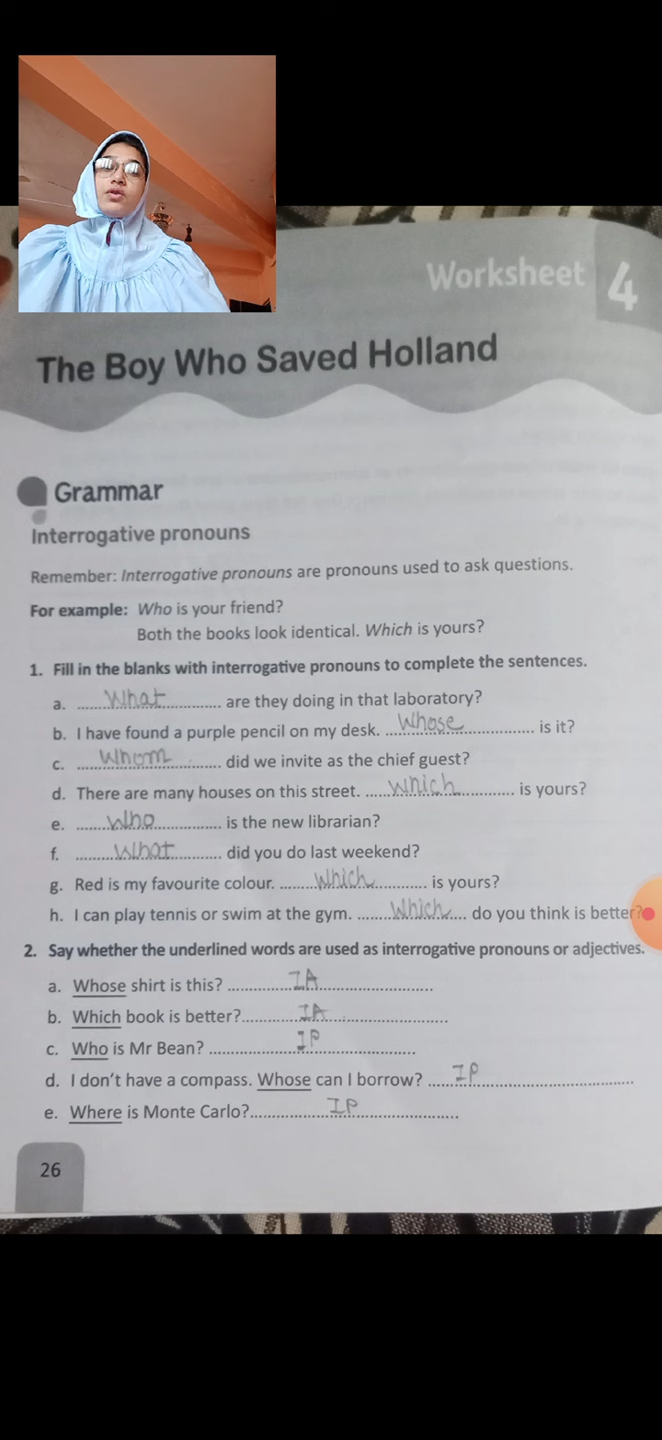 Worksheet 4
The Boy Who Saved Holland
Grammar
Interrogative pronouns
Remember: Interrogative pronouns are pronouns used to ask questions.
For example: Who is your friend?
Both the books look identical. Which is yours?
1. Fill in the blanks with interrogative pronouns to complete the sentences.
a. What are they doing in that laboratory?
b. I have found a purple pencil on my desk. Whose is it?
c. Whom did we invite as the chief guest?
d. There are many houses on this street. which is yours?
e. Who is the new librarian?
f. What did you do last weekend?
g. Red is my favourite colour. Which is yours?
h. I can play tennis or swim at the gym. Which do you think is better?
2. Say whether the underlined words are used as interrogative pronouns or adjectives.
a. Whose shirt is this? IA
b. Which book is better? IA
c. Who is Mr Bean? IP
d. I don't have a compass. Whose can I borrow? IP
e. Where is Monte Carlo? IP
26